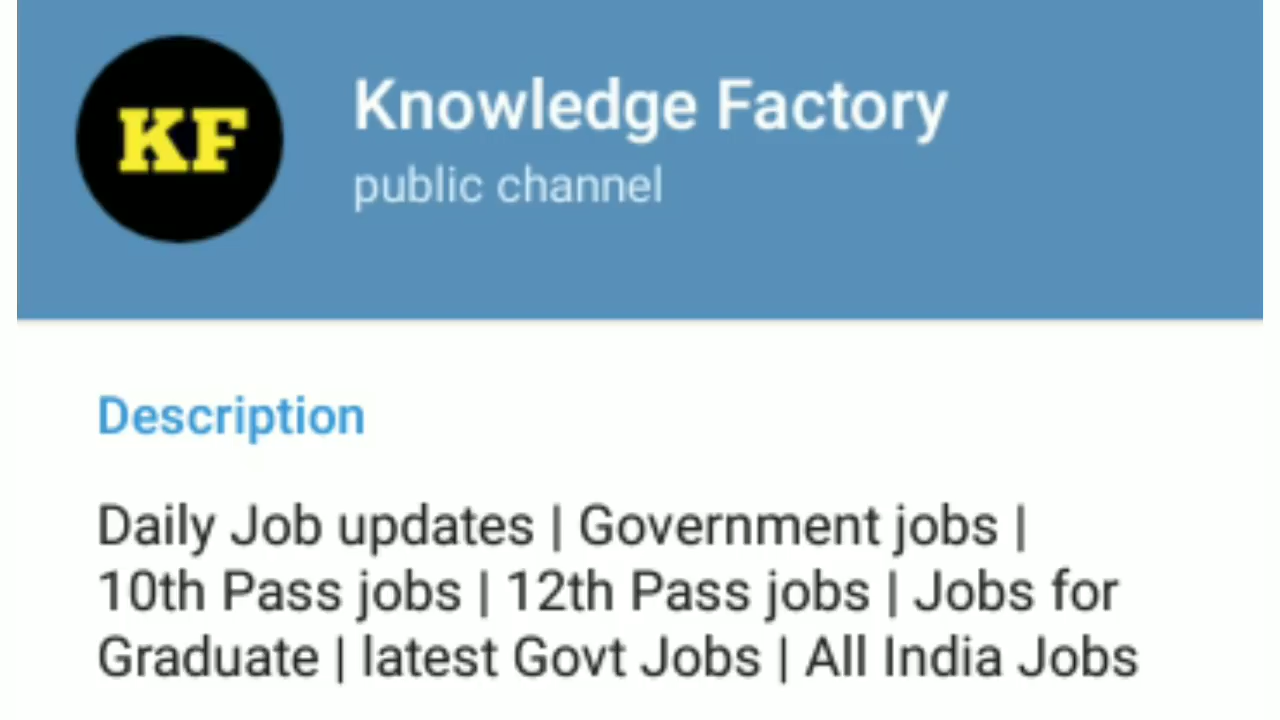 KF
Knowledge Factory
public channel
Description
Daily Job updates | Government jobs |
10th Pass jobs | 12th Pass jobs | Jobs for
Graduate | latest Govt Jobs | All India Jobs